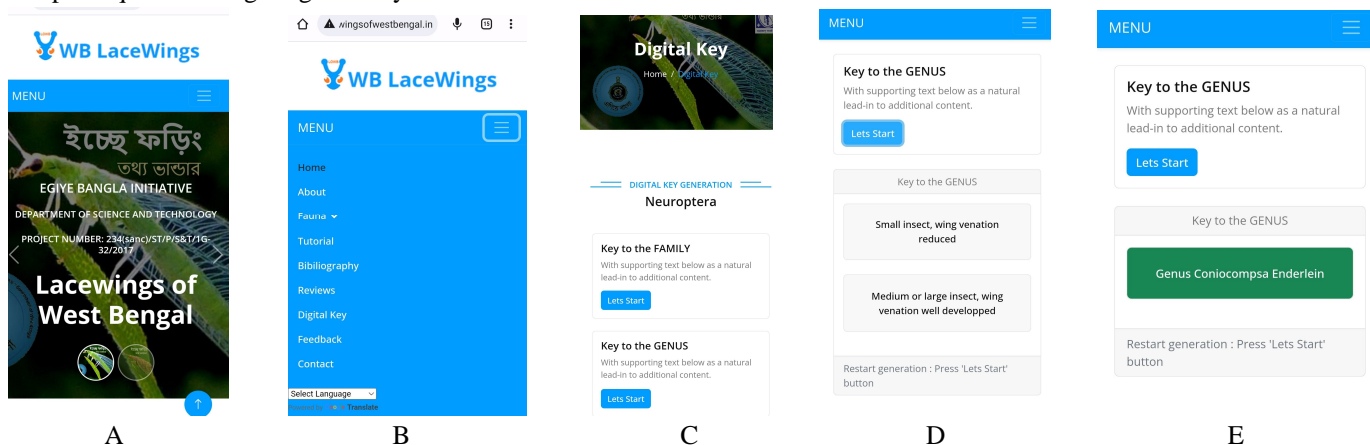 WB LaceWings
MENU
ইচ্ছে ফড়িং
তথ্য ভান্ডার
EGIYE BANGLA INITIATIVE
DEPARTMENT OF SCIENCE AND TECHNOLOGY
PROJECT NUMBER: 234(sanc)/ST/P/S&T/1G-
32/2017
Lacewings of
West Bengal
A
wingsofwestbengal.in
15
WB LaceWings
MENU
Home
About
Fauna
Tutorial
Bibiliography
Reviews
Digital Key
Feedback
Contact
Select Language
Translate
B
Digital Key
Home / Digital Key
DIGITAL KEY GENERATION
Neuroptera
Key to the FAMILY
With supporting text below as a natural
lead-in to additional content.
Lets Start
Key to the GENUS
With supporting text below as a natural
lead-in to additional content.
Lets Start
C
MENU
Key to the GENUS
With supporting text below as a natural
lead-in to additional content.
Lets Start
Key to the GENUS
Small insect, wing venation
reduced
Medium or large insect, wing
venation well developped
Restart generation : Press 'Lets Start'
button
D
MENU
Key to the GENUS
With supporting text below as a natural
lead-in to additional content.
Lets Start
Key to the GENUS
Genus Coniocompsa Enderlein
Restart generation : Press 'Lets Start'
button
E